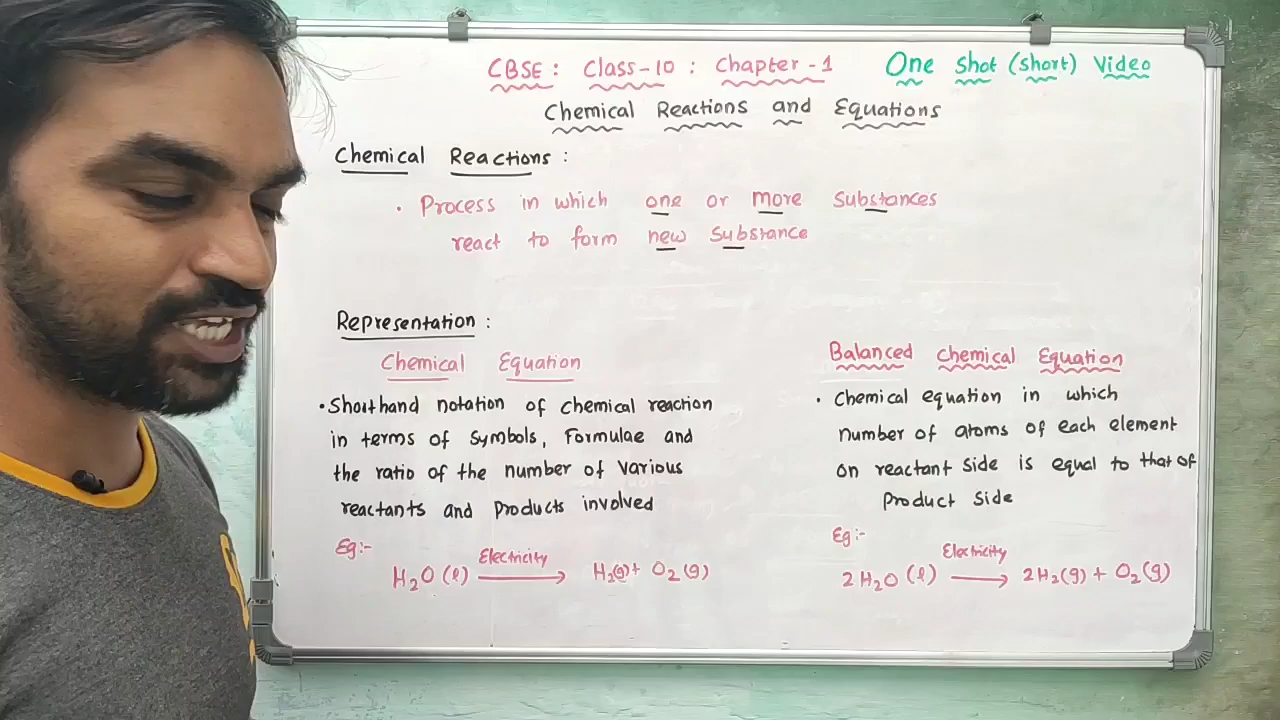 CBSE : Class-10 : Chapter-1 One Shot (short) Video
Chemical Reactions and Equations
Chemical Reactions :
. Process in which one or more substances
react to form new substance
Representation :
Chemical Equation
• Shorthand notation of chemical reaction
in terms of symbols, Formulae and
the ratio of the number of various
reactants and products involved
Eg:-
Electricity
H₂O (l) ⟶ H₂(g) + O₂(g)
Balanced Chemical Equation
. Chemical equation in which
number of atoms of each element
on reactant side is equal to that of
Product side
Eg:-
Electricity
2H₂O (l) ⟶ 2H₂(g) + O₂(g)